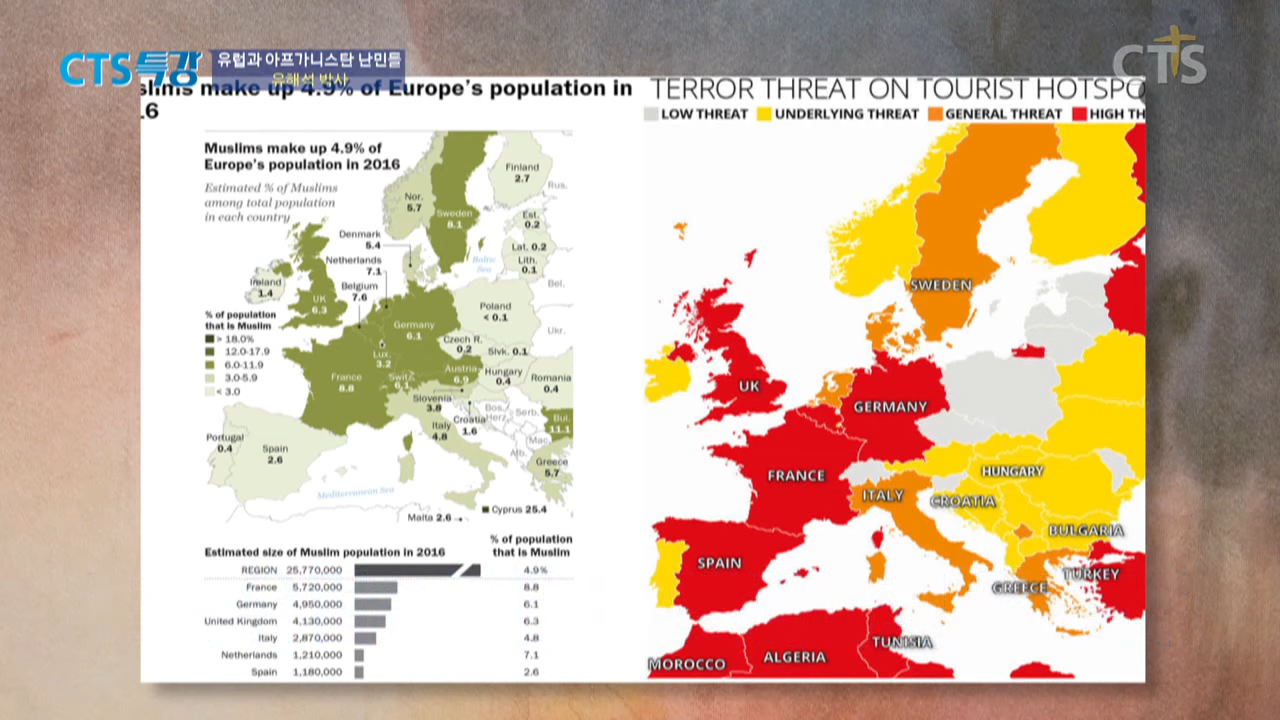 CTS특강
유럽과 아프가니스탄 난민들
유해석 박사
CTS
slims make up 4.9% of Europe's population in
16
Muslims make up 4.9% of
Europe's population in 2016
Estimated % of Muslims
among total population
in each country
Finland
2.7
Rus.
Nor.
5.7
Sweden
8.1
Est.
0.2
Denmark
5.4
Lat. 0.2
Netherlands
7.1
Lith.
0.1
Baltic
Sea
Ireland
1.4
Belgium
7.6
Bel.
UK
6.3
Poland
< 0.1
% of population
that is Muslim
> 18.0%
12.0-17.9
6.0-11.9
3.0-5.9
< 3.0
Germany
6.1
Ukr.
Czech R.
0.2
Slvk. 0.1
Lux.
3.2
France
8.8
Switz.
6.1
Austria
6.9
Hungary
0.4
Romania
0.4
Slovenia
3.8
Croatia
1.6
Bos.
Herz.
Serb.
Bul.
11.1
Italy
4.8
Mac.
Alb.
Portugal
0.4
Spain
2.6
Greece
5.7
Mediterranean Sea
Malta 2.6
Cyprus 25.4
Estimated size of Muslim population in 2016
% of population
that is Muslim
REGION 25,770,000 4.9%
France 5,720,000 8.8
Germany 4,950,000 6.1
United Kingdom 4,130,000 6.3
Italy 2,870,000 4.8
Netherlands 1,210,000 7.1
Spain 1,180,000 2.6
TERROR THREAT ON TOURIST HOTSPO
LOW THREAT UNDERLYING THREAT GENERAL THREAT HIGH TH
SWEDEN
UK
GERMANY
FRANCE
HUNGARY
ITALY
CROATIA
BULGARIA
SPAIN
TURKEY
GREECE
TUNISIA
ALGERIA
MOROCCO